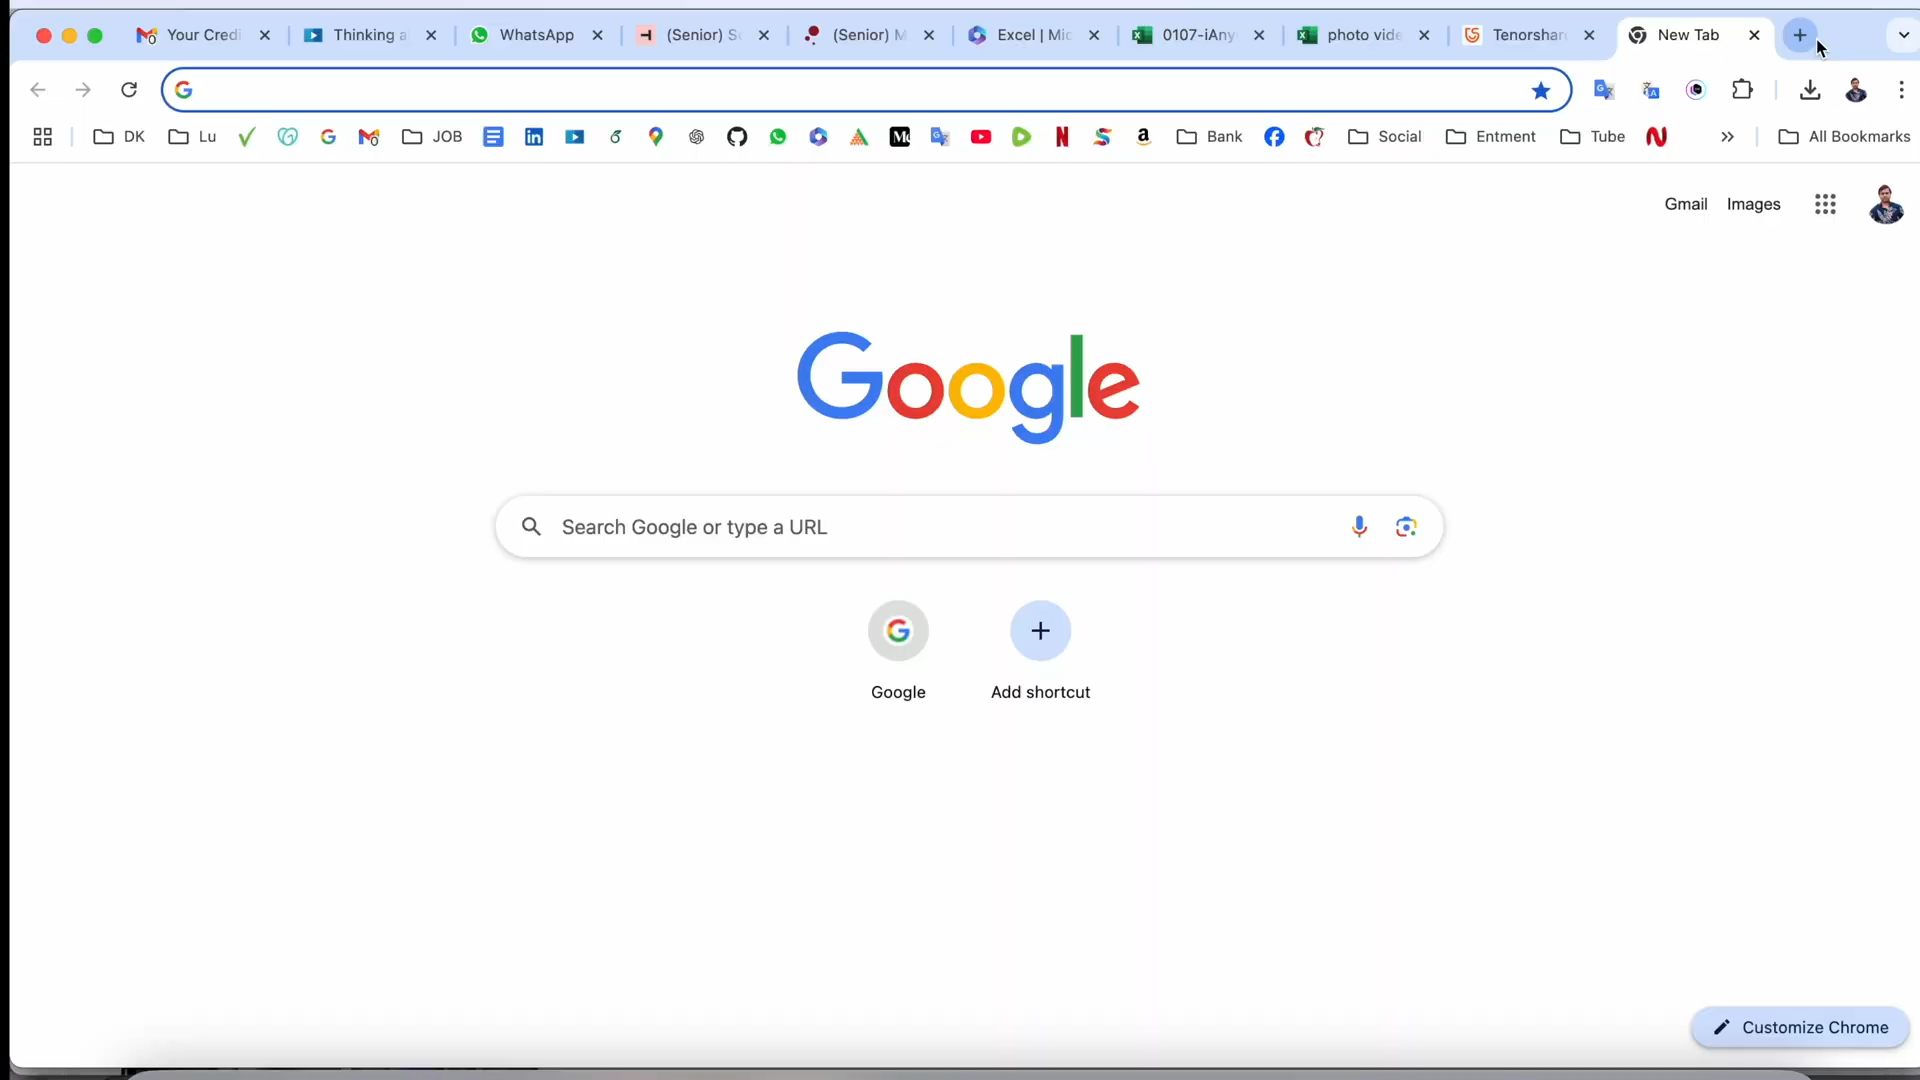 Your Credi Thinking a WhatsApp (Senior) S (Senior) M Excel | Mic 0107-iAny photo vide Tenorshar New Tab
DK Lu JOB Bank Social Entment Tube All Bookmarks
Gmail Images
Google
Search Google or type a URL
Google Add shortcut
Customize Chrome